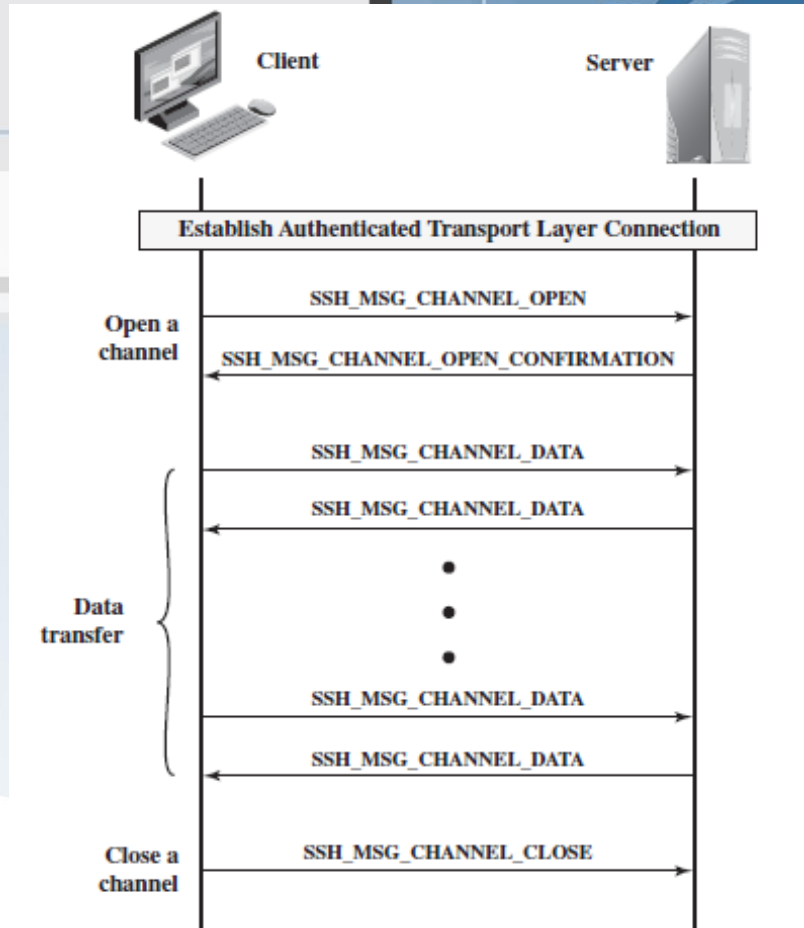 Client
Server
Establish Authenticated Transport Layer Connection
SSH_MSG_CHANNEL_OPEN
Open a
channel
SSH_MSG_CHANNEL_OPEN_CONFIRMATION
SSH_MSG_CHANNEL_DATA
SSH_MSG_CHANNEL_DATA
Data
transfer
SSH_MSG_CHANNEL_DATA
SSH_MSG_CHANNEL_DATA
Close a
channel
SSH_MSG_CHANNEL_CLOSE